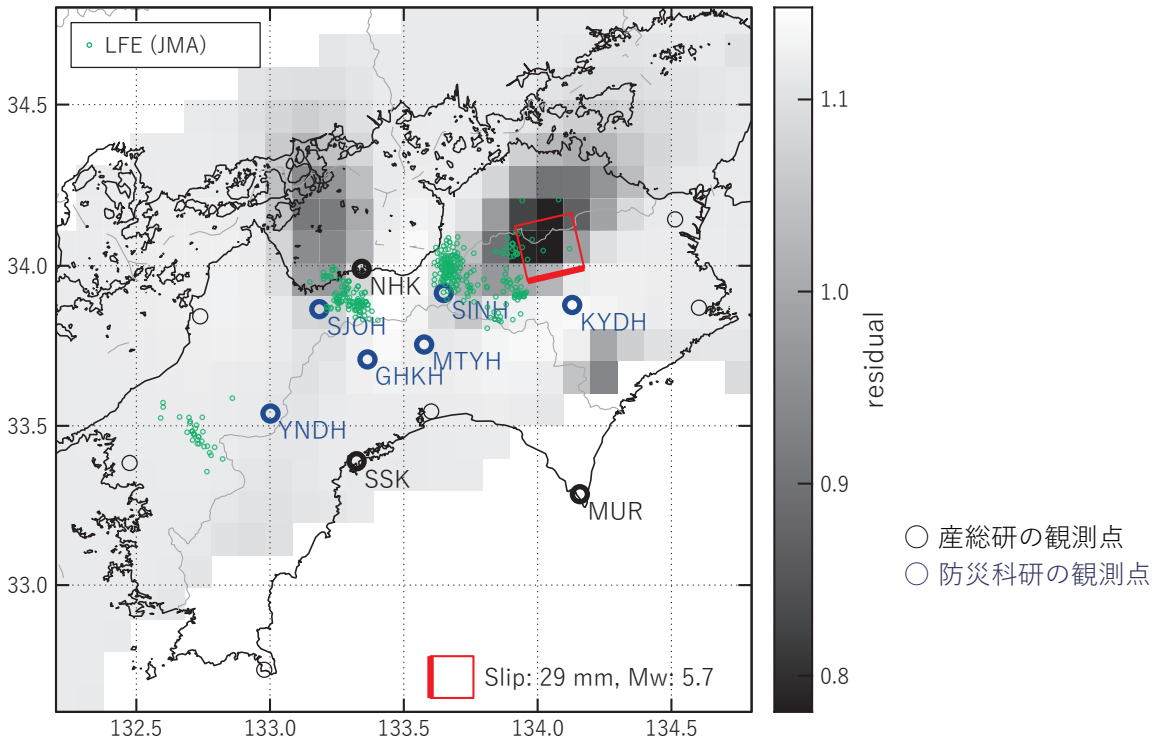 LFE (JMA)
34.5
34.0
33.5
33.0
132.5
133.0
133.5
134.0
134.5
NHK
SINH
SJOH
KYDH
MTYH
GHKH
YNDH
SSK
MUR
Slip: 29 mm, Mw: 5.7
1.1
1.0
0.9
0.8
residual
○ 産総研の観測点
○ 防災科研の観測点